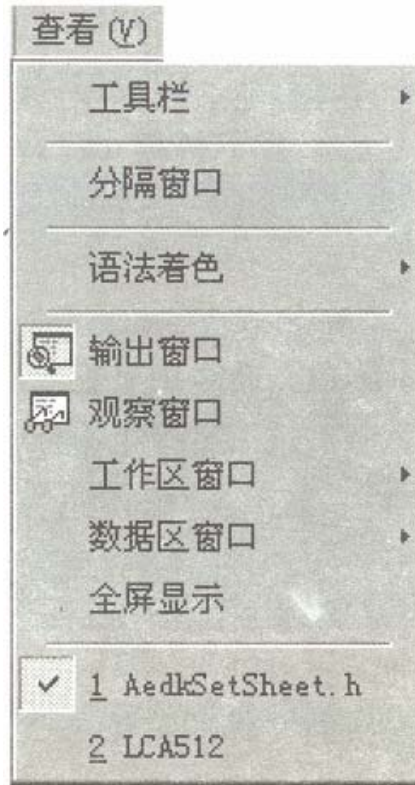 查看(V)
工具栏
分隔窗口
语法着色
输出窗口
观察窗口
工作区窗口
数据区窗口
全屏显示
1 AedkSetSheet.h
2 LCA512